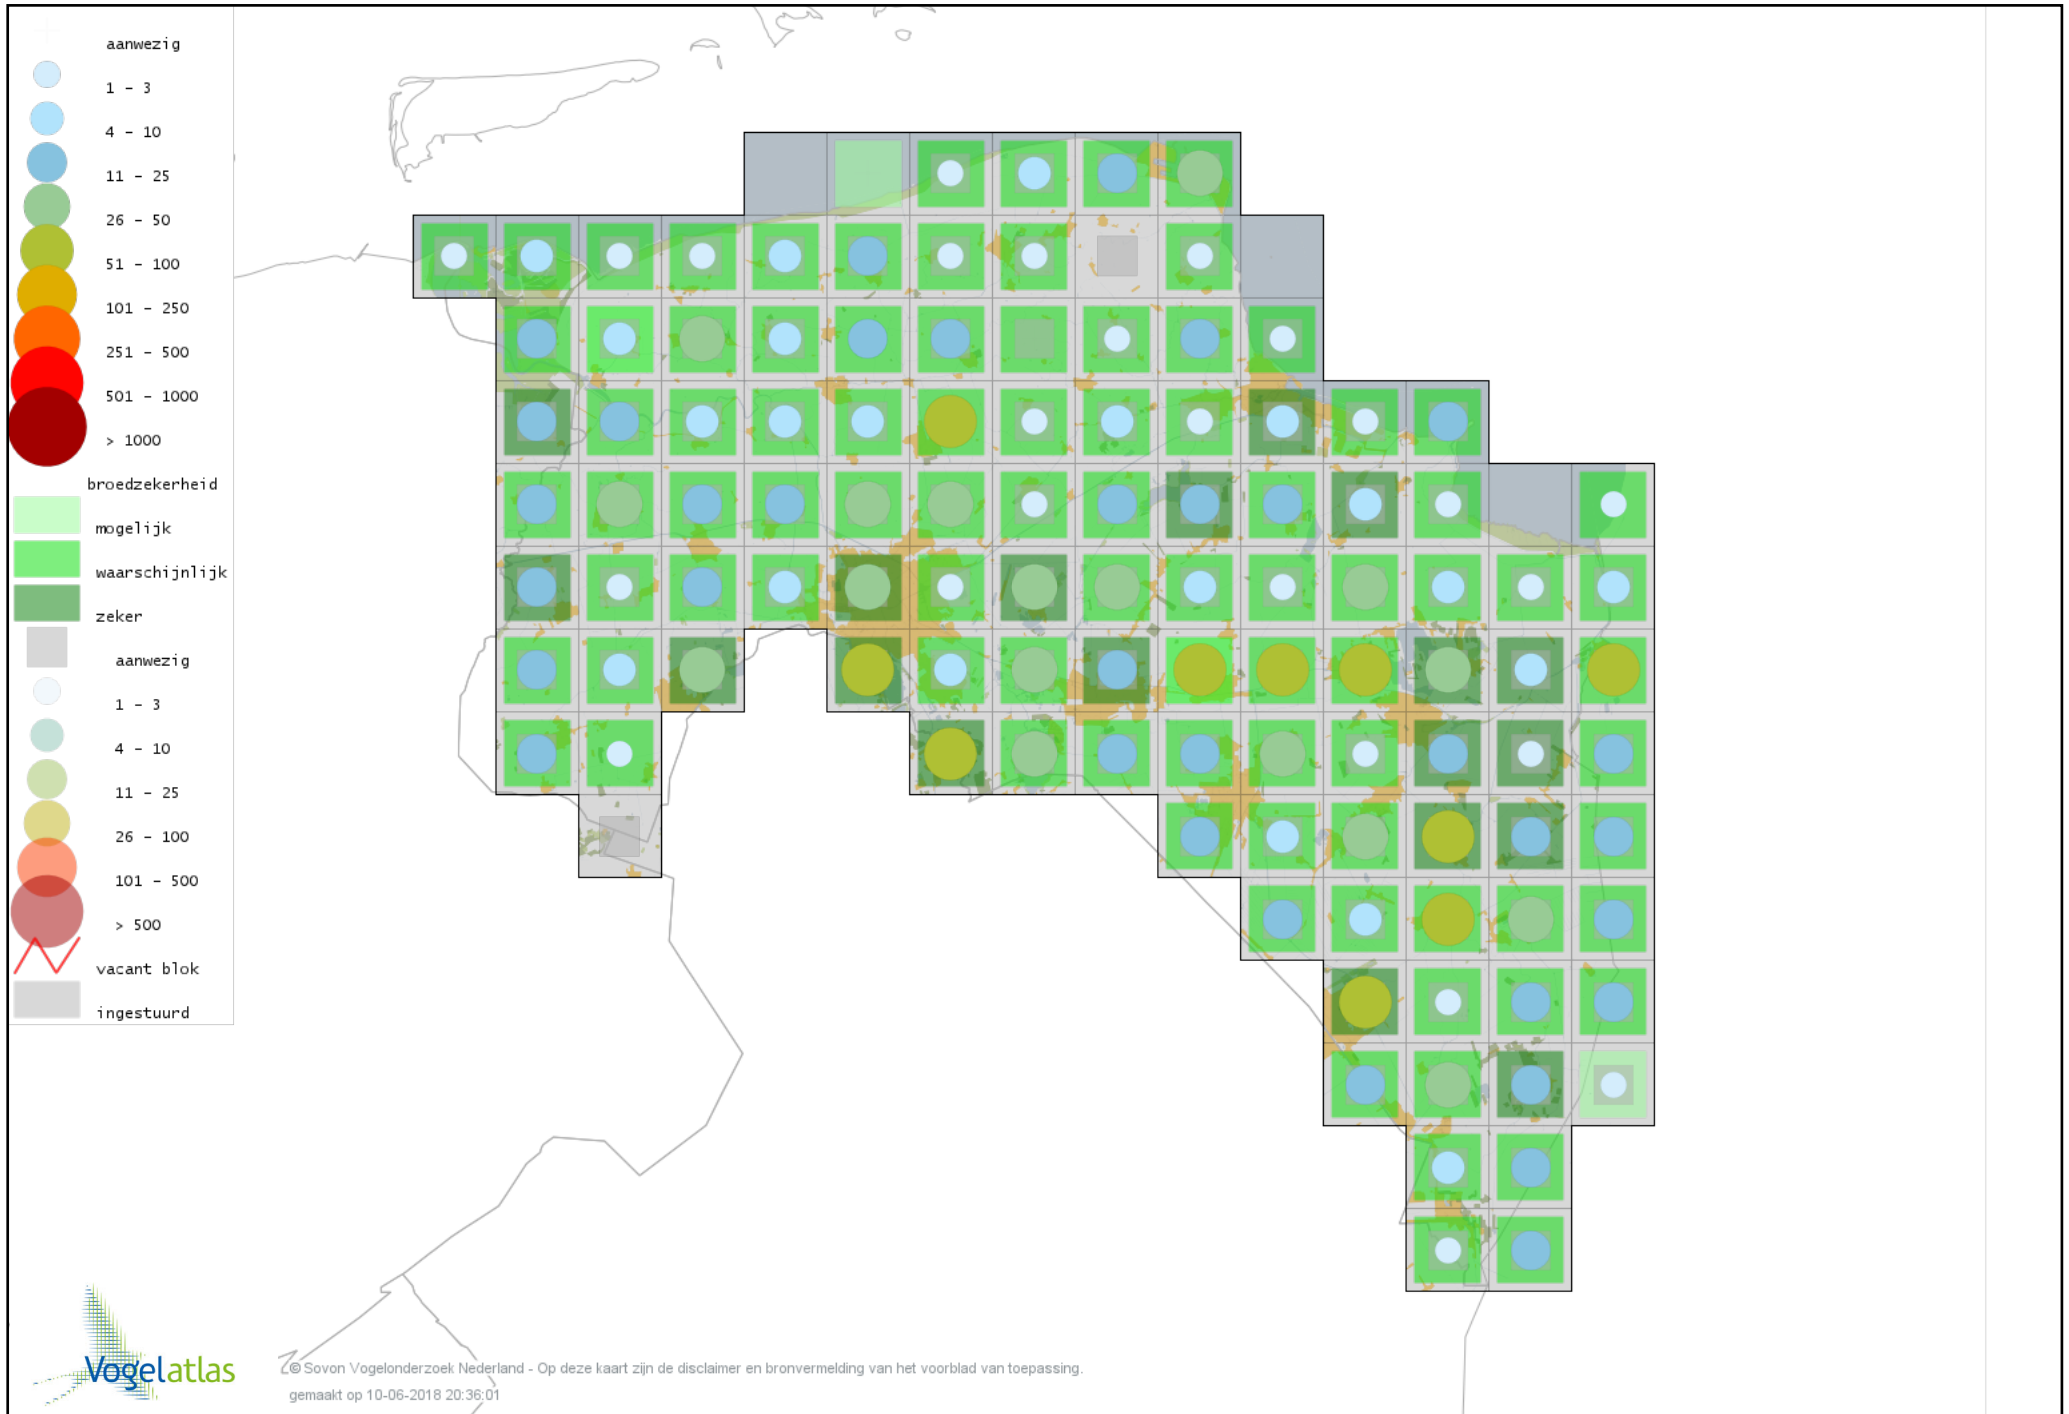 aanwezig
1 - 3
4 - 10
11 - 25
26 - 50
51 - 100
101 - 250
251 - 500
501 - 1000
> 1000
broedzekerheid
mogelijk
waarschijnlijk
zeker
aanwezig
1 - 3
4 - 10
11 - 25
26 - 100
101 - 500
> 500
vacant blok
ingestuurd
Vogelatlas
© Sovon Vogelonderzoek Nederland - Op deze kaart zijn de disclaimer en bronvermelding van het voorblad van toepassing.
gemaakt op 10-06-2018 20:36:01